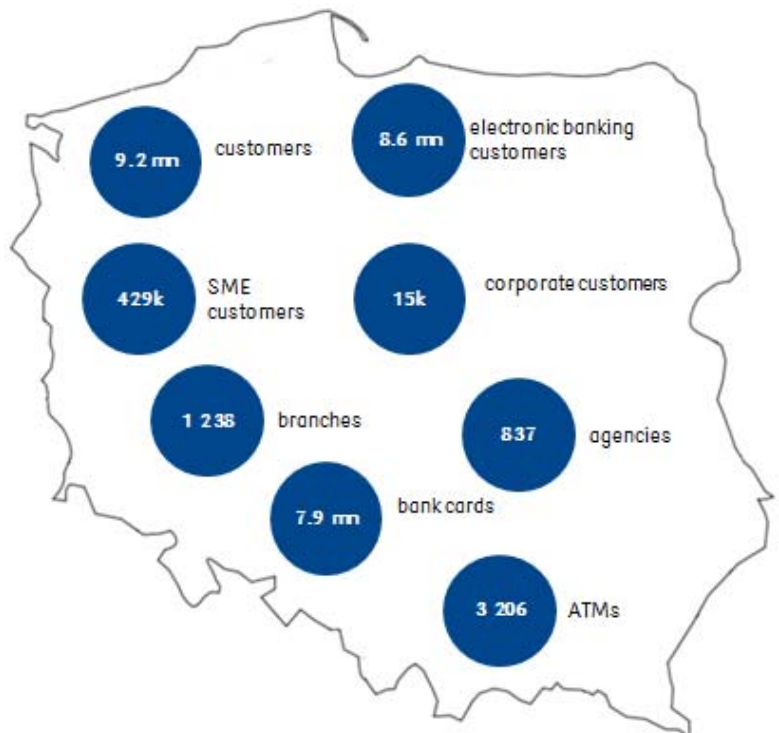 9.2 mn
customers
8.6 mn
electronic banking
customers
429k
SME
customers
15k
corporate customers
1 238
branches
837
agencies
7.9 mn
bank cards
3 206
ATMs